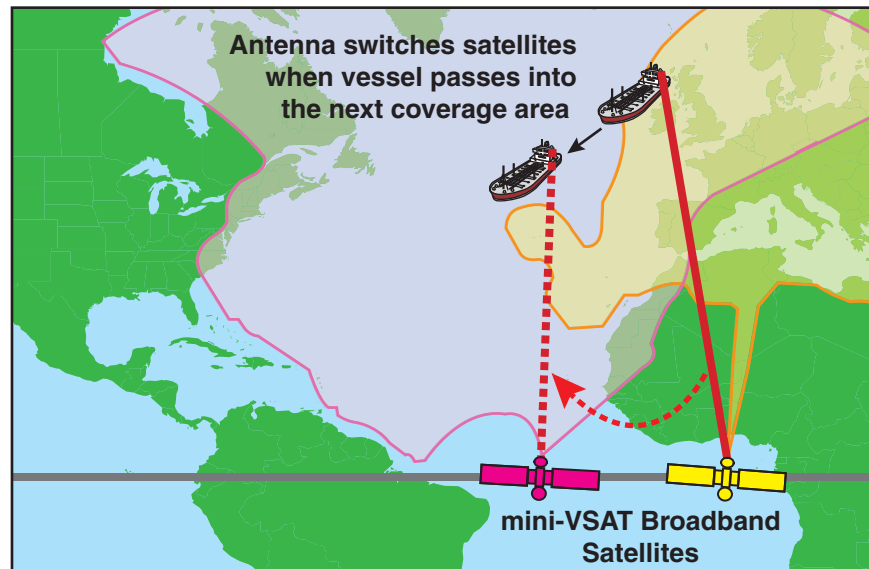 Antenna switches satellites
when vessel passes into
the next coverage area
mini-VSAT Broadband
Satellites